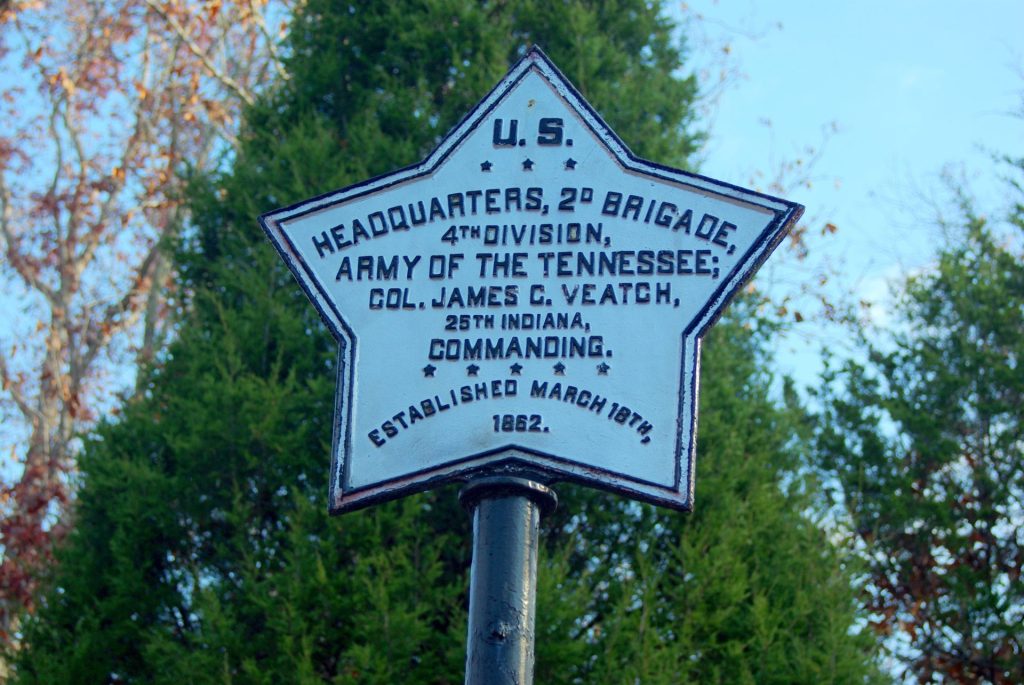 U. S.
HEADQUARTERS, 2D BRIGADE,
4TH DIVISION,
ARMY OF THE TENNESSEE;
COL. JAMES C. VEATCH,
25TH INDIANA,
COMMANDING.
ESTABLISHED MARCH 18TH,
1862.